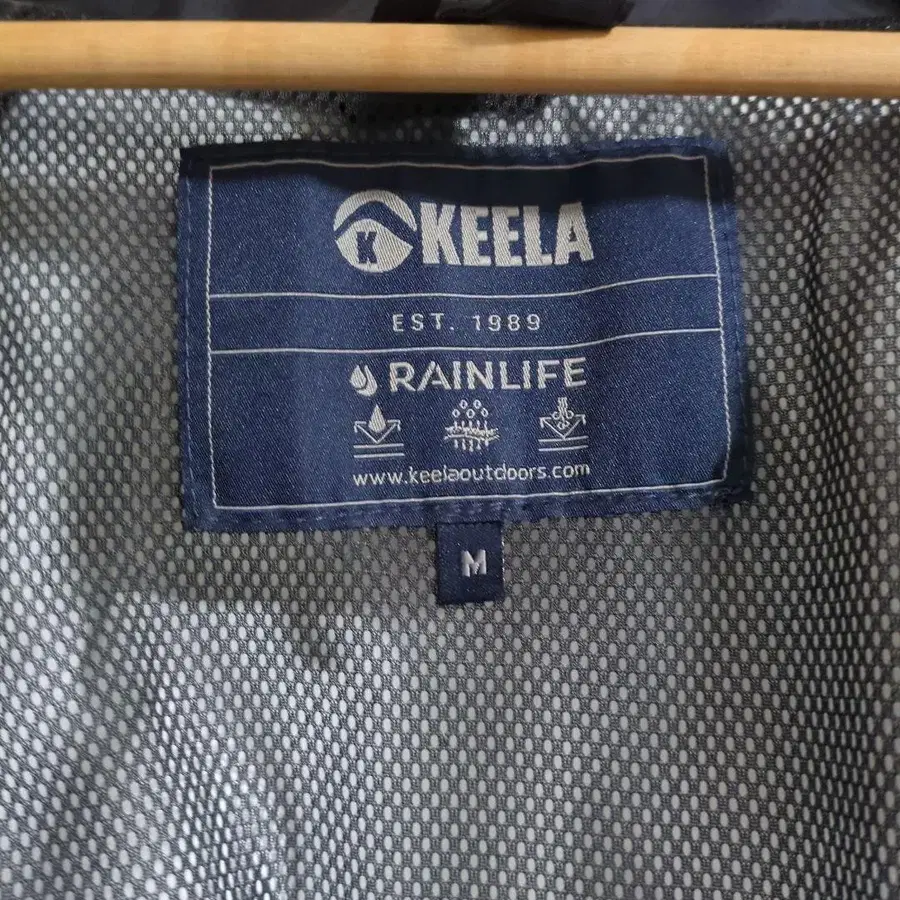 K KEELA
EST. 1989
RAINLIFE
www.keelaoutdoors.com
M